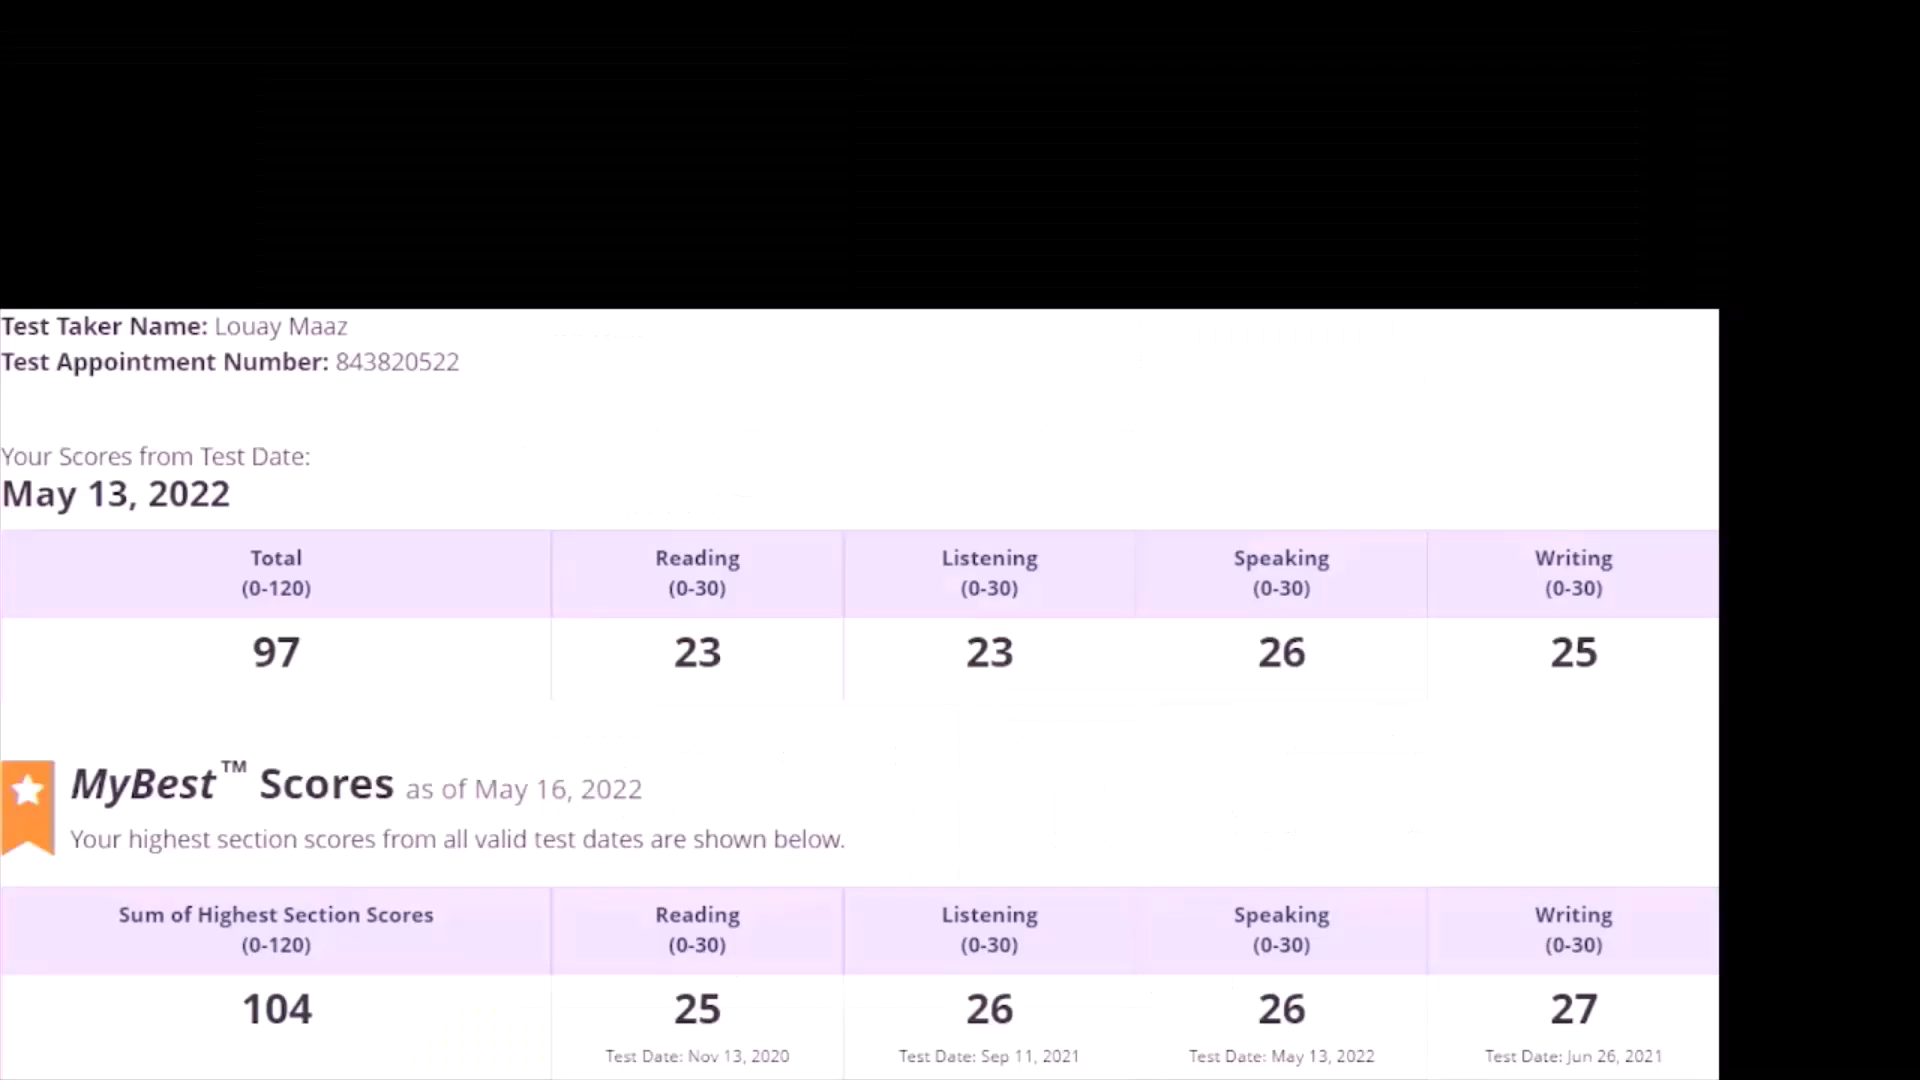 Test Taker Name: Louay Maaz
Test Appointment Number: 843820522
Your Scores from Test Date:
May 13, 2022
Total Reading Listening Speaking Writing
(0-120) (0-30) (0-30) (0-30) (0-30)
97 23 23 26 25
MyBest™ Scores as of May 16, 2022
Your highest section scores from all valid test dates are shown below.
Sum of Highest Section Scores Reading Listening Speaking Writing
(0-120) (0-30) (0-30) (0-30) (0-30)
104 25 26 26 27
Test Date: Nov 13, 2020 Test Date: Sep 11, 2021 Test Date: May 13, 2022 Test Date: Jun 26, 2021